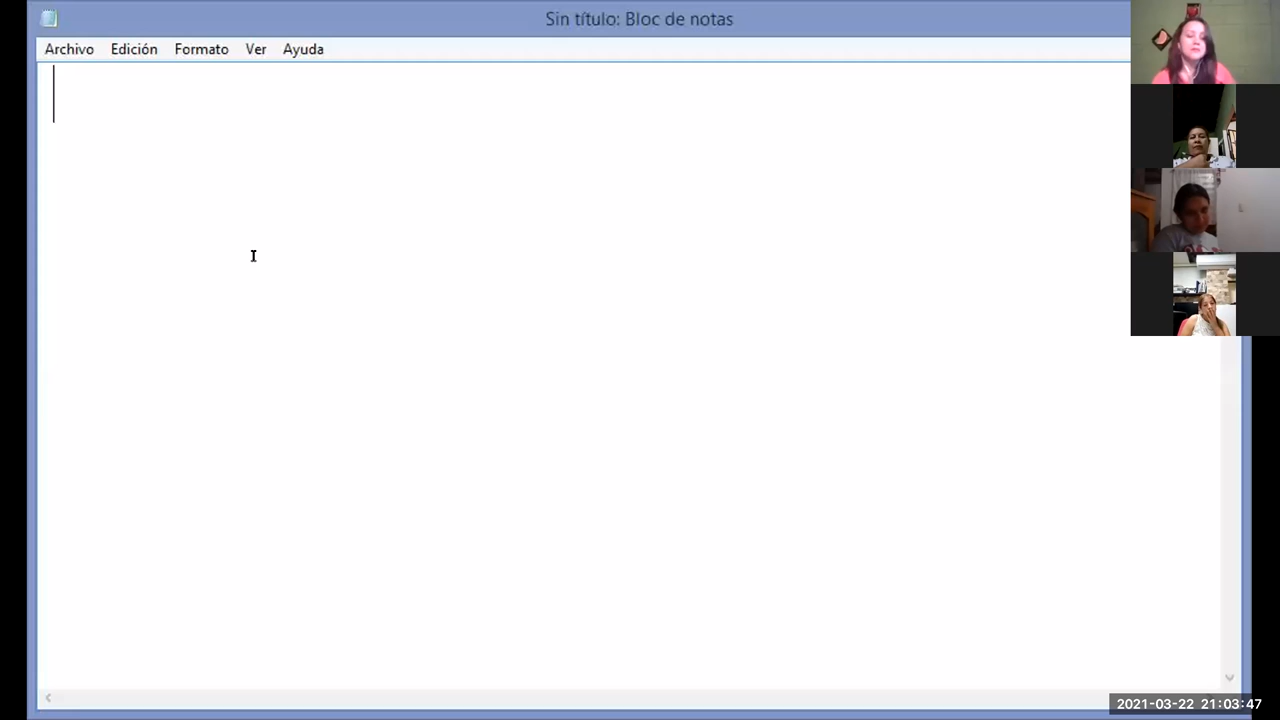 Sin título: Bloc de notas
Archivo Edición Formato Ver Ayuda
2021-03-22 21:03:47